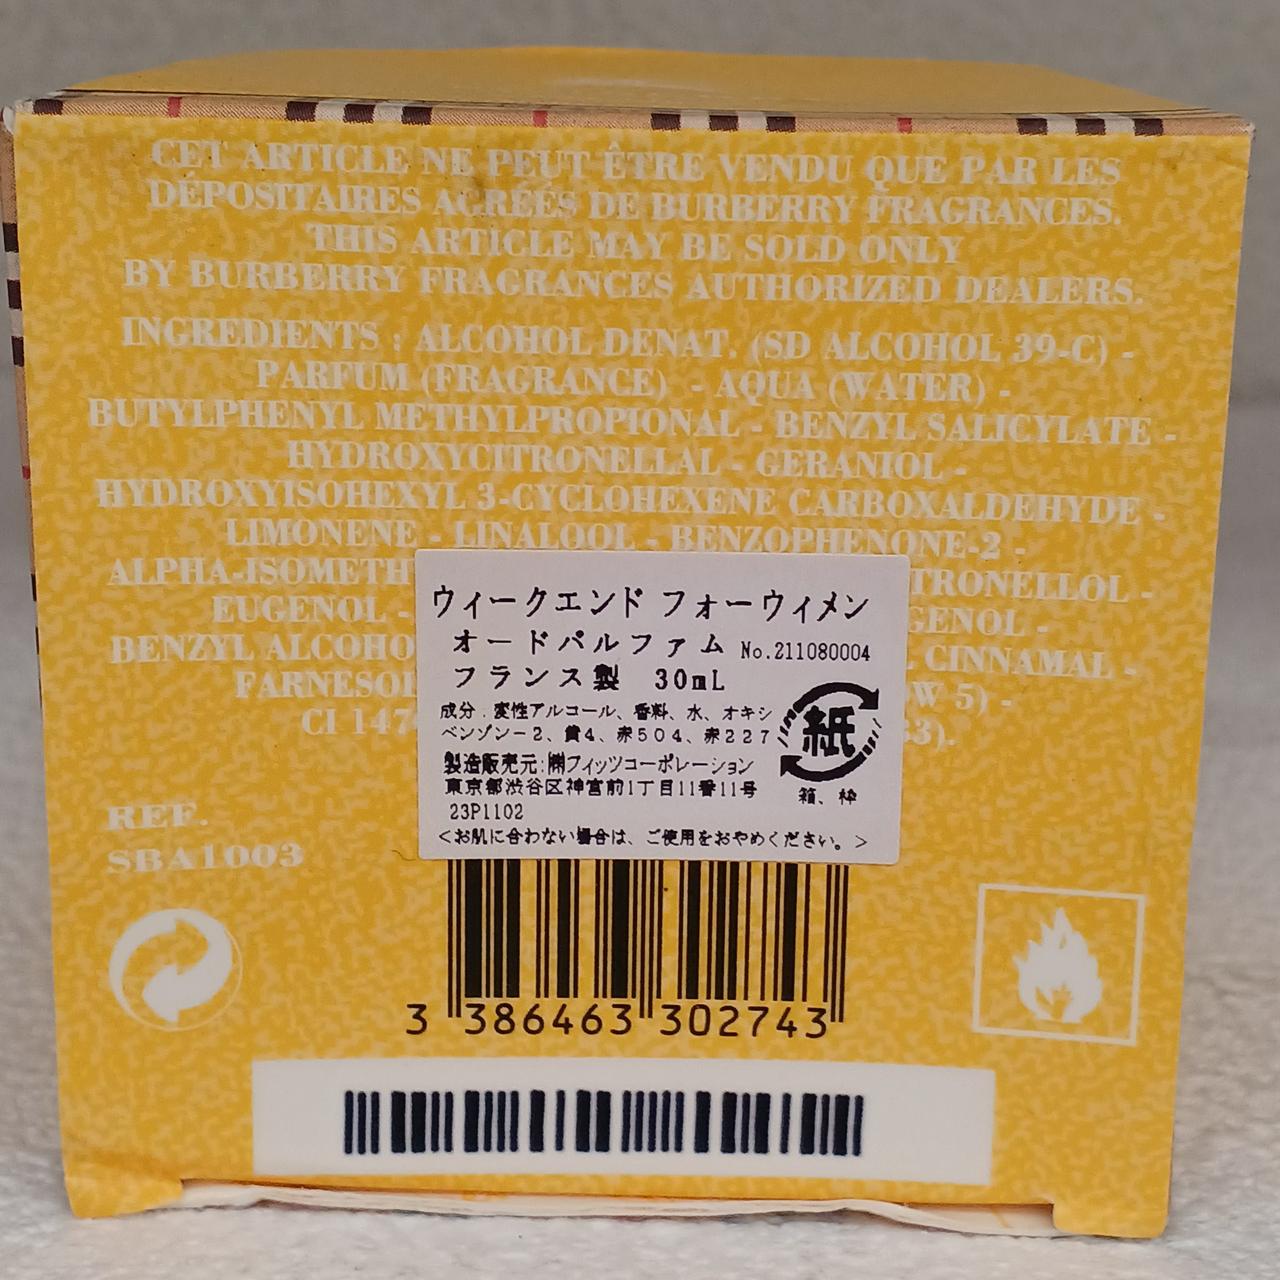 CET ARTICLE NE PEUT ÊTRE VENDU QUE PAR LES
DÉPOSITAIRES AGRÉÉS DE BURBERRY FRAGRANCES.
THIS ARTICLE MAY BE SOLD ONLY
BY BURBERRY FRAGRANCES AUTHORIZED DEALERS.
INGREDIENTS : ALCOHOL DENAT. (SD ALCOHOL 39-C) -
PARFUM (FRAGRANCE) - AQUA (WATER) -
BUTYLPHENYL METHYLPROPIONAL - BENZYL SALICYLATE -
HYDROXYCITRONELLAL - GERANIOL -
HYDROXYISOHEXYL 3-CYCLOHEXENE CARBOXALDEHYDE -
LIMONENE - LINALOOL - BENZOPHENONE-2 -
ALPHA-ISOMETH TRONELLOL -
EUGENOL - GENOL -
BENZYL ALCOHO L CINNAMAL -
FARNESOL W 5) -
CI 147 3).
ウィークエンド フォーウィメン
オードパルファム No.211080004
フランス製 30mL
成分：変性アルコール、香料、水、オキシ
ベンゾン-2、黄4、赤504、赤227
製造販売元:㈱フィッツコーポレーション
東京都渋谷区神宮前1丁目11番11号
23P1102
<お肌に合わない場合は、ご使用をおやめください。>
紙
箱、枠
REF.
SBA1003
3 386463 302743